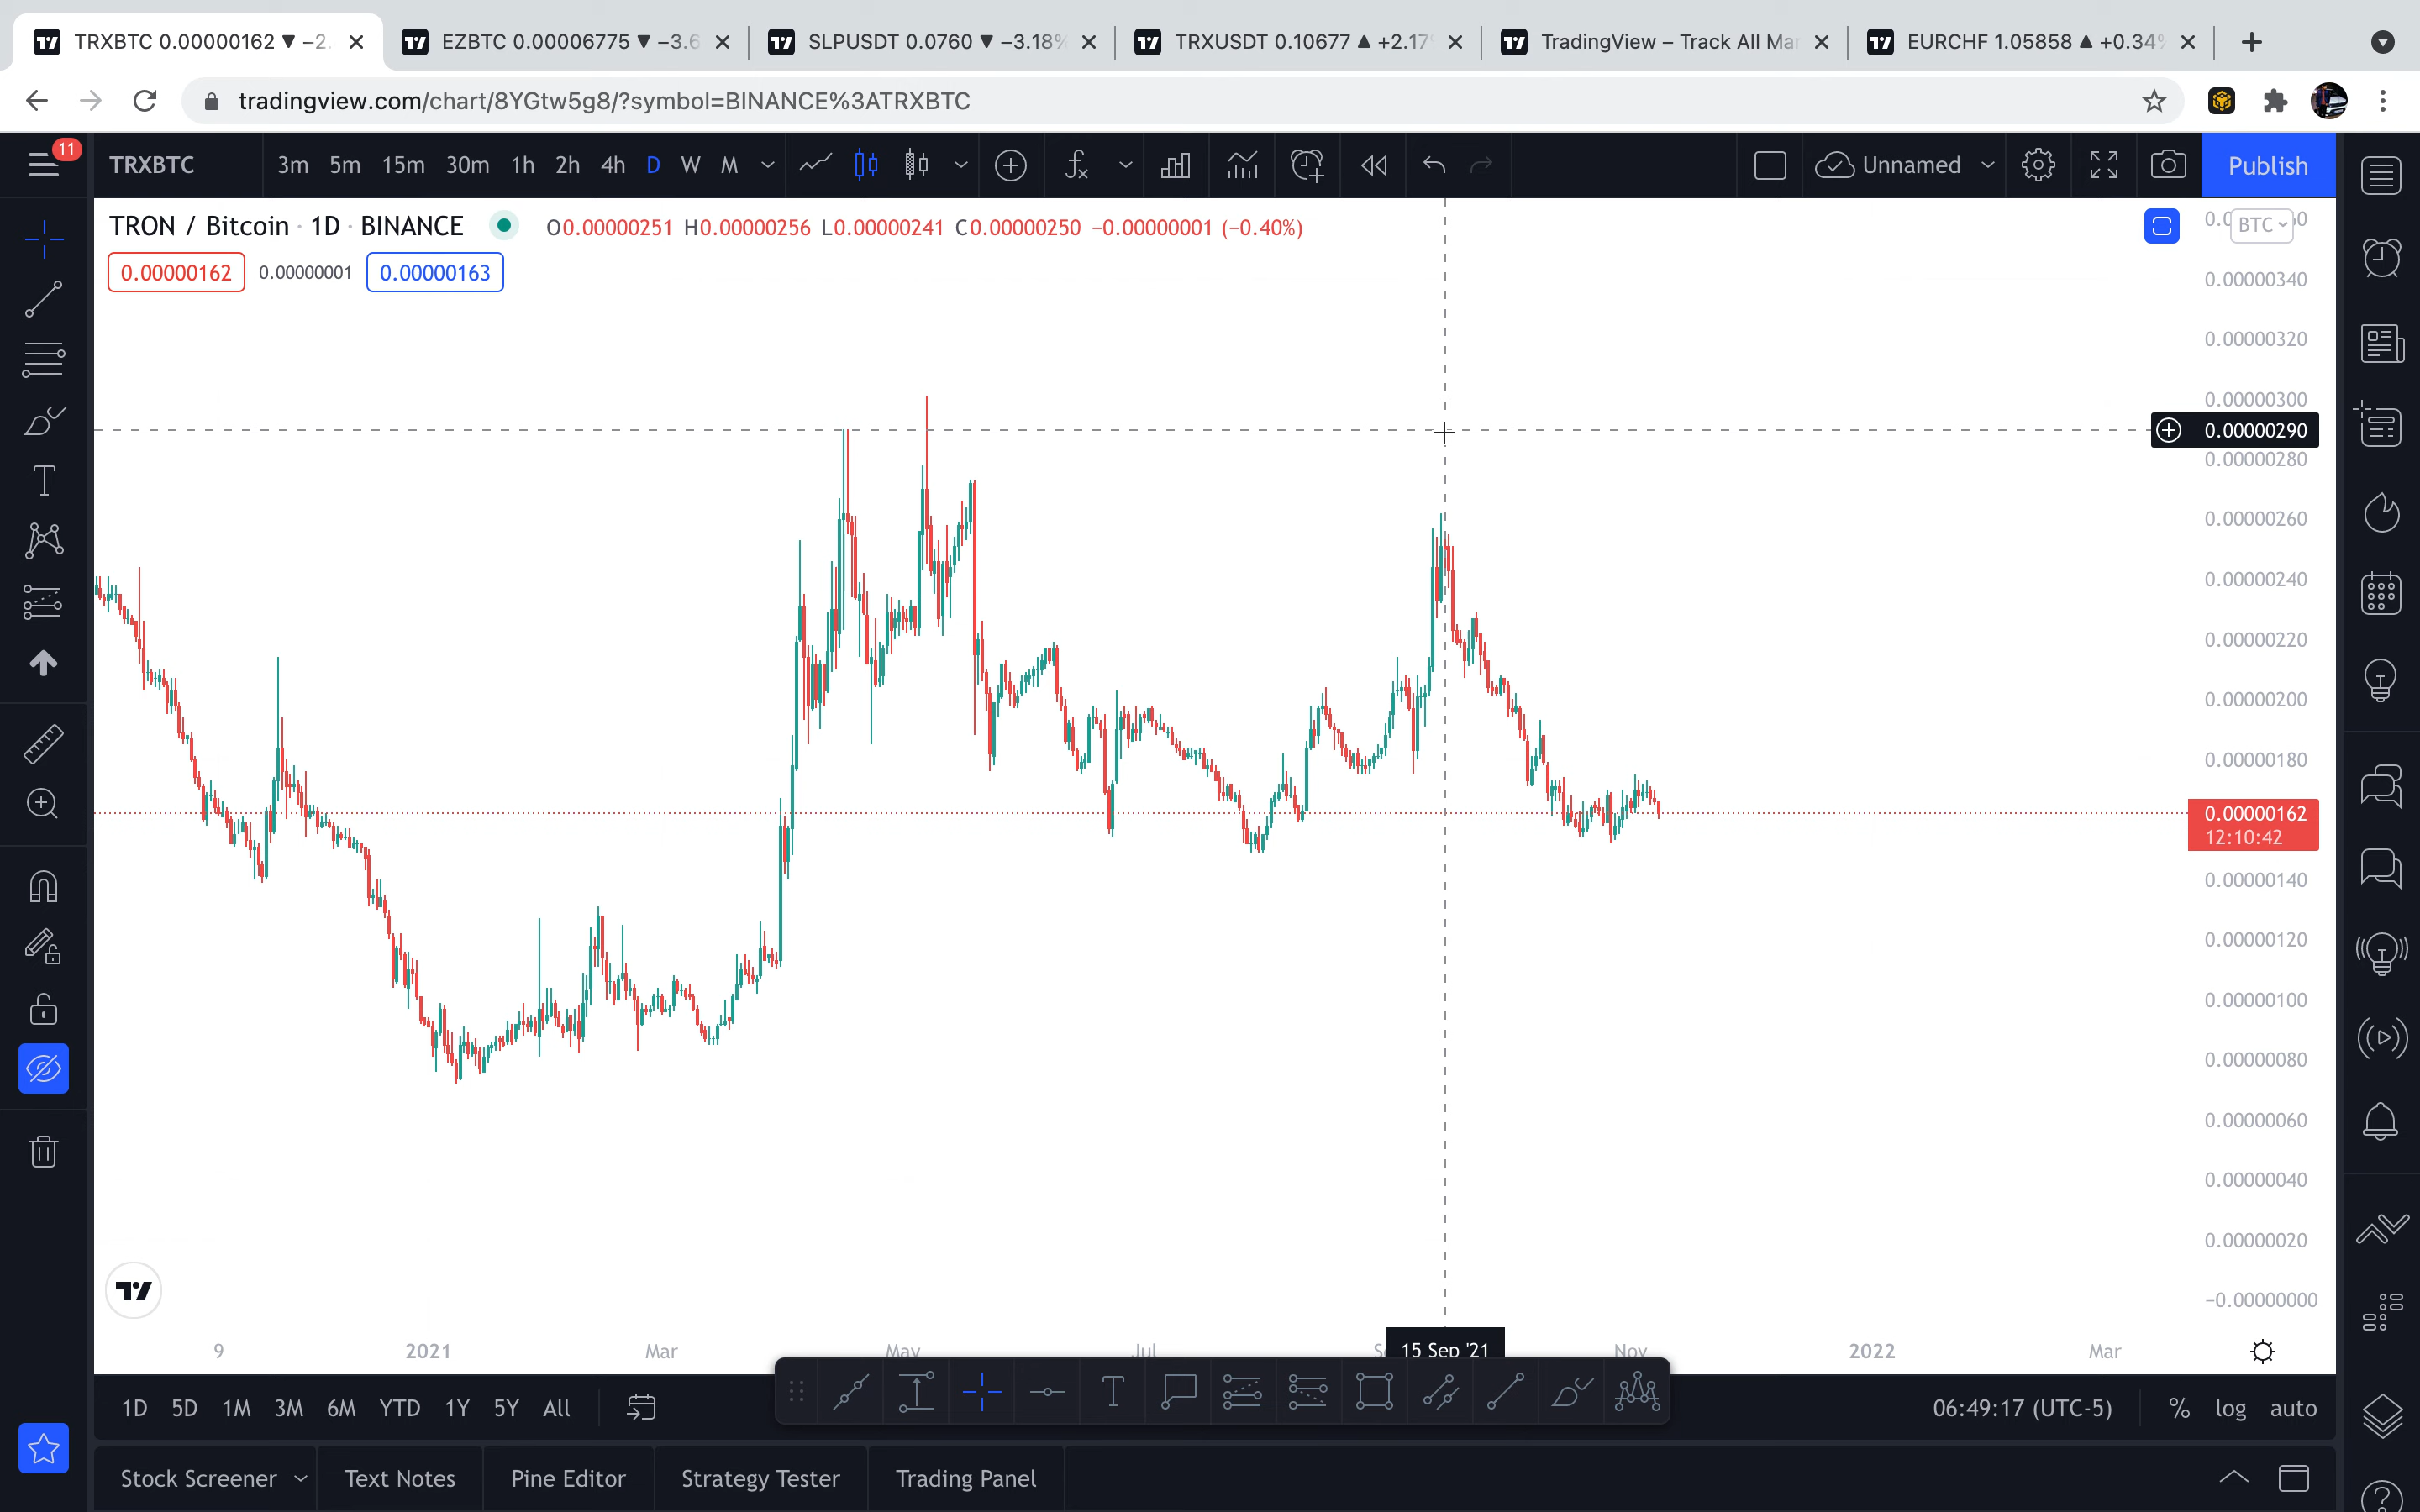 TRXBTC 0.00000162 ▼ −2.
EZBTC 0.00006775 ▼ −3.6
SLPUSDT 0.0760 ▼ −3.18%
TRXUSDT 0.10677 ▲ +2.17
TradingView – Track All Mar
EURCHF 1.05858 ▲ +0.34%
tradingview.com/chart/8YGtw5g8/?symbol=BINANCE%3ATRXBTC
11
TRXBTC 3m 5m 15m 30m 1h 2h 4h D W M Unnamed Publish
TRON / Bitcoin · 1D · BINANCE O0.00000251 H0.00000256 L0.00000241 C0.00000250 −0.00000001 (−0.40%)
BTC
0.00000162 0.00000001 0.00000163
0.00000340
0.00000320
0.00000300
0.00000290
0.00000280
0.00000260
0.00000240
0.00000220
0.00000200
0.00000180
0.00000162
12:10:42
0.00000140
0.00000120
0.00000100
0.00000080
0.00000060
0.00000040
0.00000020
−0.00000000
9 2021 Mar May Jul 15 Sep '21 Nov 2022 Mar
1D 5D 1M 3M 6M YTD 1Y 5Y All 06:49:17 (UTC-5) % log auto
Stock Screener Text Notes Pine Editor Strategy Tester Trading Panel